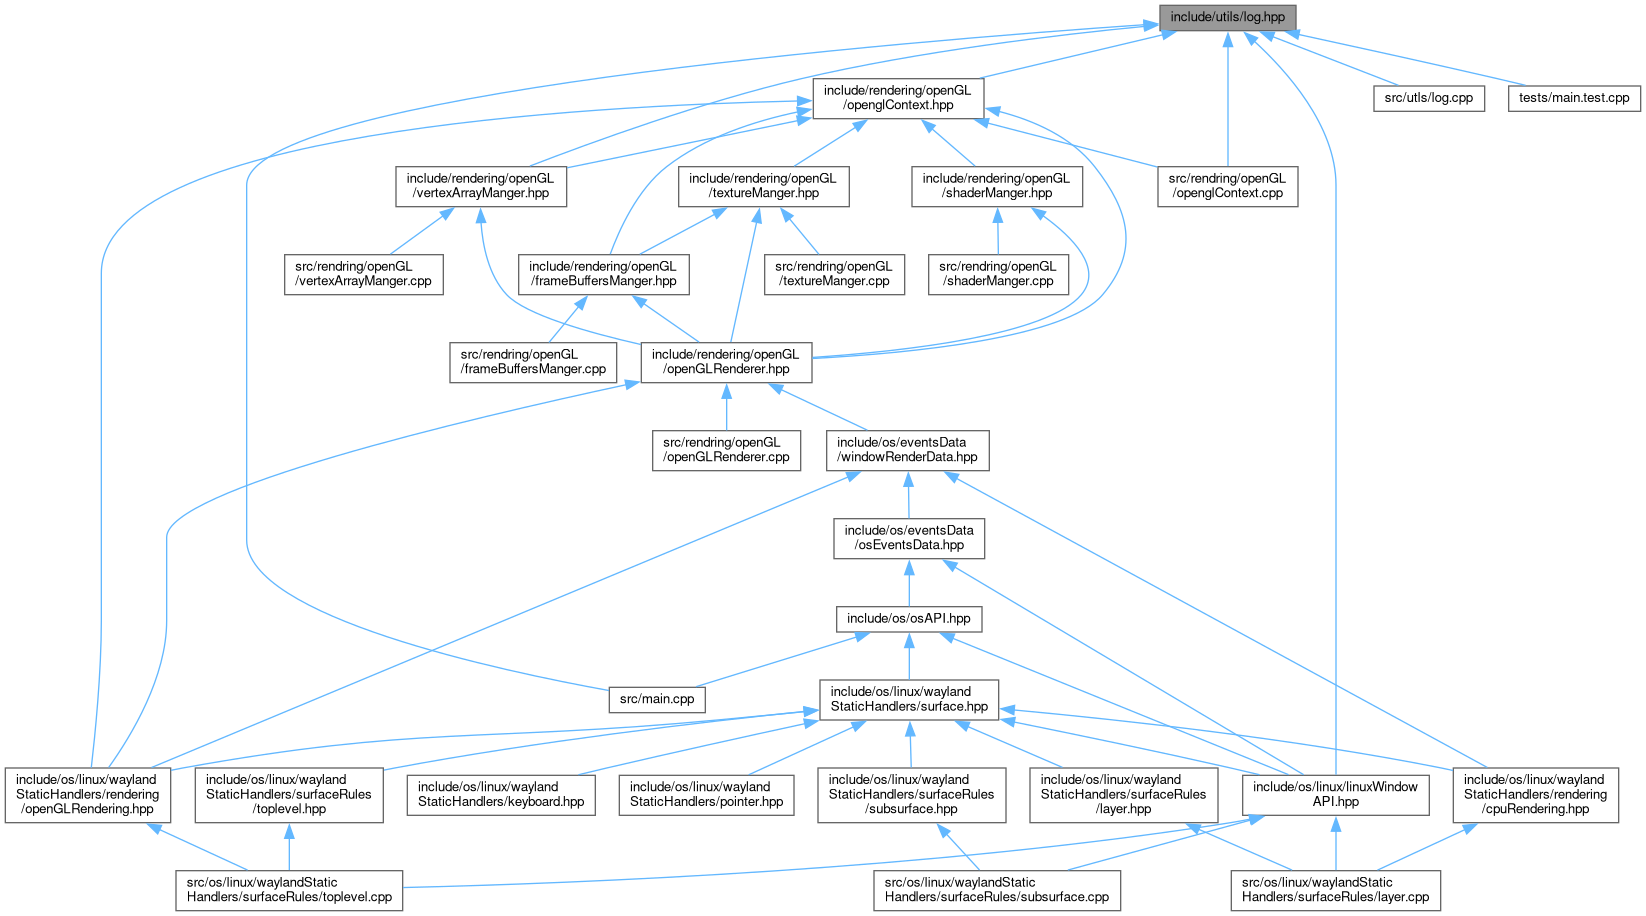 include/utils/log.hpp
include/rendering/openGL
/openglContext.hpp
src/utls/log.cpp
tests/main.test.cpp
include/rendering/openGL
/vertexArrayManger.hpp
include/rendering/openGL
/textureManger.hpp
include/rendering/openGL
/shaderManger.hpp
src/rendring/openGL
/openglContext.cpp
src/rendring/openGL
/vertexArrayManger.cpp
include/rendering/openGL
/frameBuffersManger.hpp
src/rendring/openGL
/textureManger.cpp
src/rendring/openGL
/shaderManger.cpp
src/rendring/openGL
/frameBuffersManger.cpp
include/rendering/openGL
/openGLRenderer.hpp
src/rendring/openGL
/openGLRenderer.cpp
include/os/eventsData
/windowRenderData.hpp
include/os/eventsData
/osEventsData.hpp
include/os/osAPI.hpp
src/main.cpp
include/os/linux/wayland
StaticHandlers/surface.hpp
include/os/linux/wayland
StaticHandlers/rendering
/openGLRendering.hpp
include/os/linux/wayland
StaticHandlers/surfaceRules
/toplevel.hpp
include/os/linux/wayland
StaticHandlers/keyboard.hpp
include/os/linux/wayland
StaticHandlers/pointer.hpp
include/os/linux/wayland
StaticHandlers/surfaceRules
/subsurface.hpp
include/os/linux/wayland
StaticHandlers/surfaceRules
/layer.hpp
include/os/linux/linuxWindow
API.hpp
include/os/linux/wayland
StaticHandlers/rendering
/cpuRendering.hpp
src/os/linux/waylandStatic
Handlers/surfaceRules/toplevel.cpp
src/os/linux/waylandStatic
Handlers/surfaceRules/subsurface.cpp
src/os/linux/waylandStatic
Handlers/surfaceRules/layer.cpp